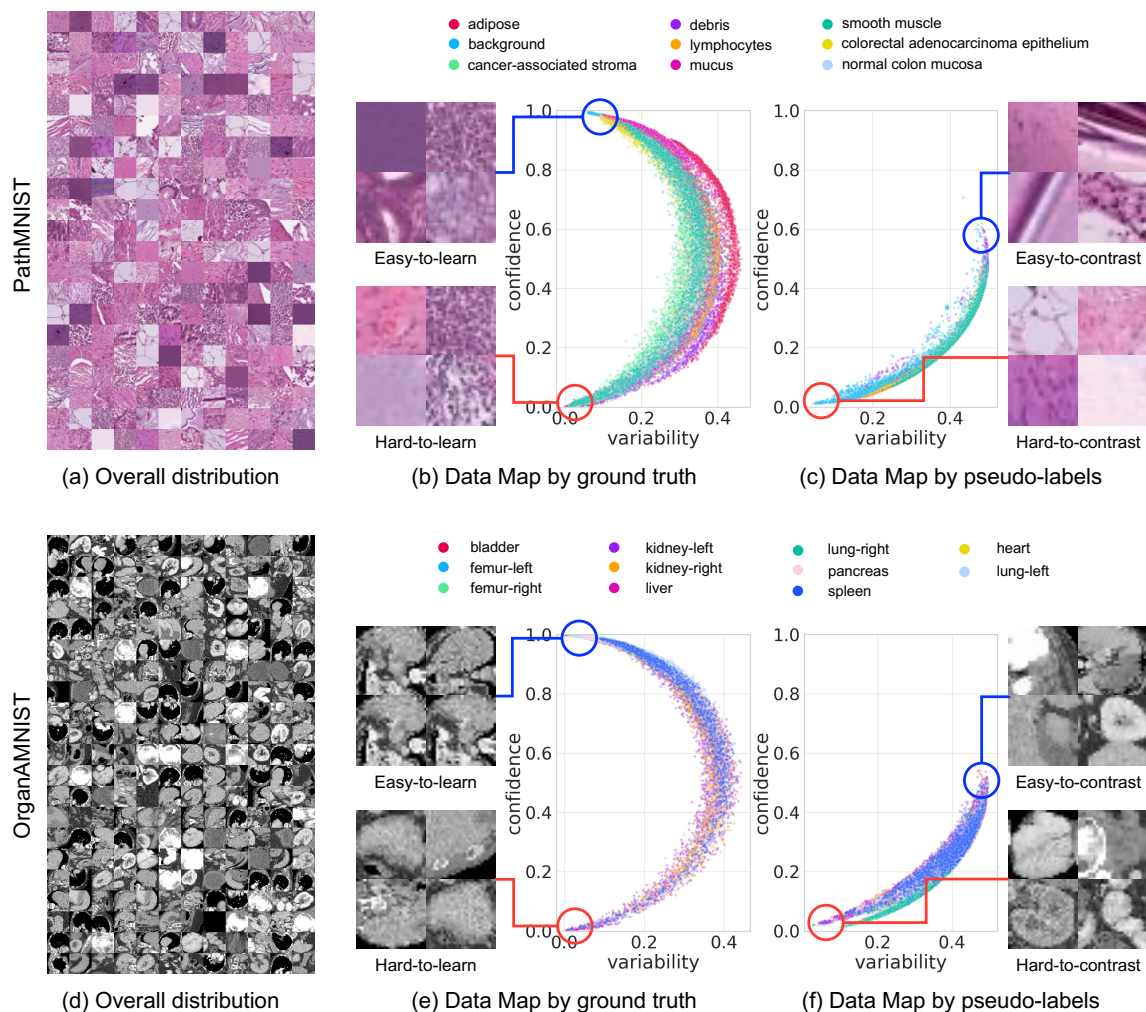 adipose
background
cancer-associated stroma
debris
lymphocytes
mucus
smooth muscle
colorectal adenocarcinoma epithelium
normal colon mucosa
PathMNIST
Easy-to-learn
Hard-to-learn
confidence
1.0
0.8
0.6
0.4
0.2
0.0
0.0 0.2 0.4
variability
confidence
1.0
0.8
0.6
0.4
0.2
0.0
0.2 0.4
variability
Easy-to-contrast
Hard-to-contrast
(a) Overall distribution
(b) Data Map by ground truth
(c) Data Map by pseudo-labels
bladder
femur-left
femur-right
kidney-left
kidney-right
liver
lung-right
pancreas
spleen
heart
lung-left
OrganAMNIST
Easy-to-learn
Hard-to-learn
confidence
1.0
0.8
0.6
0.4
0.2
0.0
0.2 0.4
variability
confidence
1.0
0.8
0.6
0.4
0.2
0.0
0.2 0.4
variability
Easy-to-contrast
Hard-to-contrast
(d) Overall distribution
(e) Data Map by ground truth
(f) Data Map by pseudo-labels